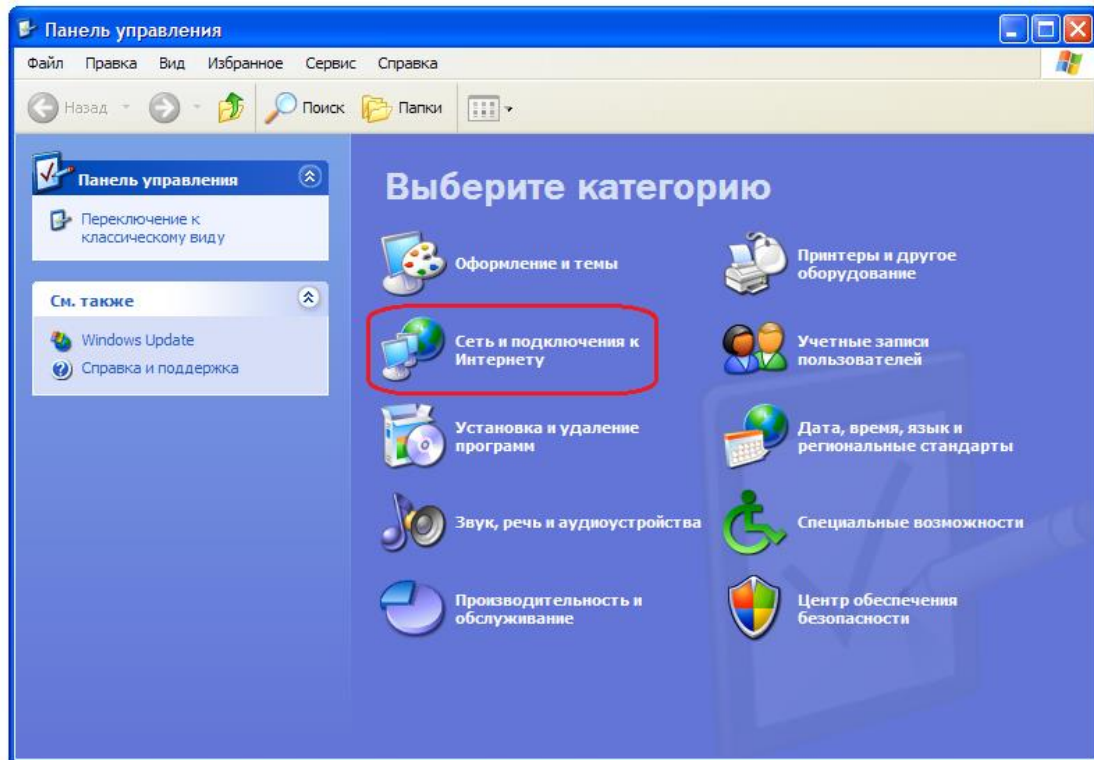 Панель управления
Файл Правка Вид Избранное Сервис Справка
Назад Поиск Папки
Панель управления
Переключение к
классическому виду
См. также
Windows Update
Справка и поддержка
Выберите категорию
Оформление и темы
Принтеры и другое
оборудование
Сеть и подключения к
Интернету
Учетные записи
пользователей
Установка и удаление
программ
Дата, время, язык и
региональные стандарты
Звук, речь и аудиоустройства
Специальные возможности
Производительность и
обслуживание
Центр обеспечения
безопасности